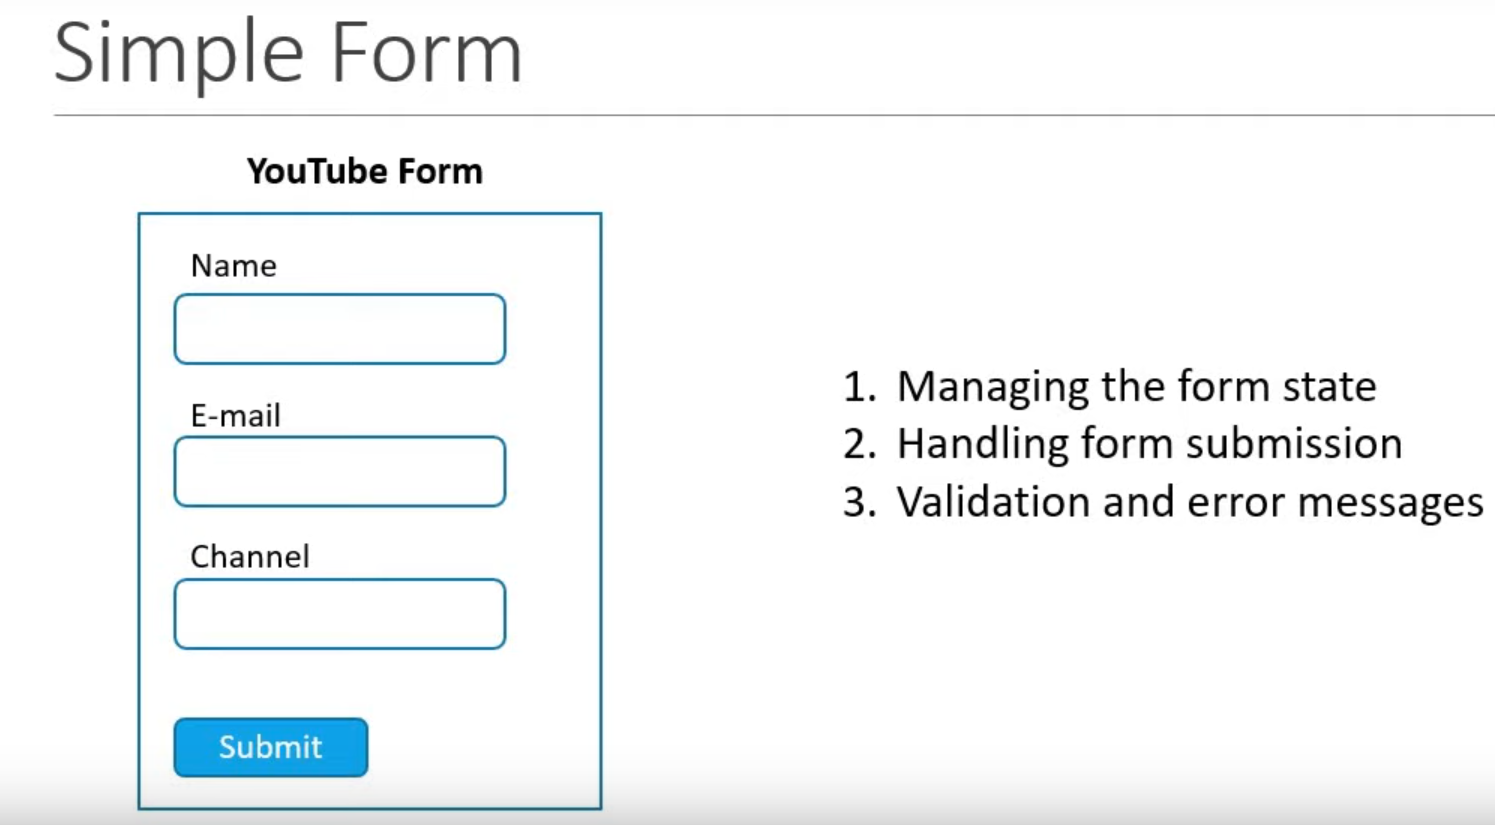 Simple Form
YouTube Form
Name
E-mail
Channel
Submit
1. Managing the form state
2. Handling form submission
3. Validation and error messages